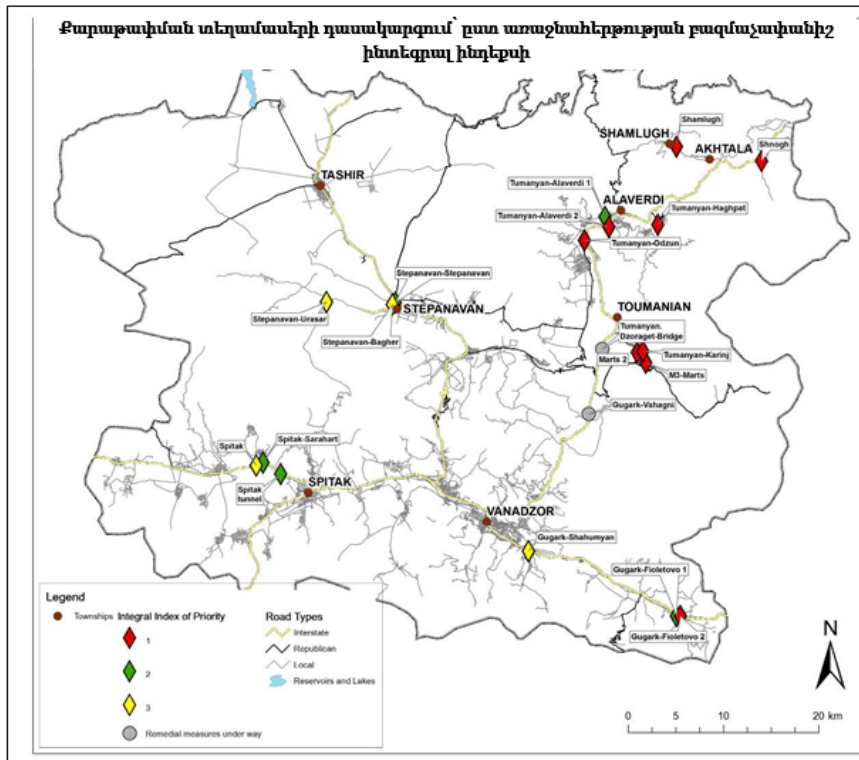 Քարաթափման տեղամասերի դասակարգում` ըստ առաջնահերթության բազմաչափանիշ
ինտեգրալ ինդեքսի
SHAMLUGH
Shamlugh
AKHTALA
Shnogh
TASHIR
Tumanyan-Alaverdi 1
ALAVERDI
Tumanyan-Alaverdi 2
Tumanyan-Haghpat
Tumanyan-Odzun
Stepanavan-Stepanavan
STEPANAVAN
Stepanavan-Urasar
Stepanavan-Bagher
TOUMANIAN
Tumanyan.
Dzoraget-Bridge
Marts 2
Tumanyan-Karinj
M3-Marts
Gugark-Vahagni
Spitak
Spitak-Sarahart
Spitak
tunnel
SPITAK
VANADZOR
Gugark-Shahumyan
Gugark-Fioletovo 1
Gugark-Fioletovo 2
Legend
Townships
Integral Index of Priority
1
2
3
Remedial measures under way
Road Types
Interstate
Republican
Local
Reservoirs and Lakes
N
0 5 10 20 km